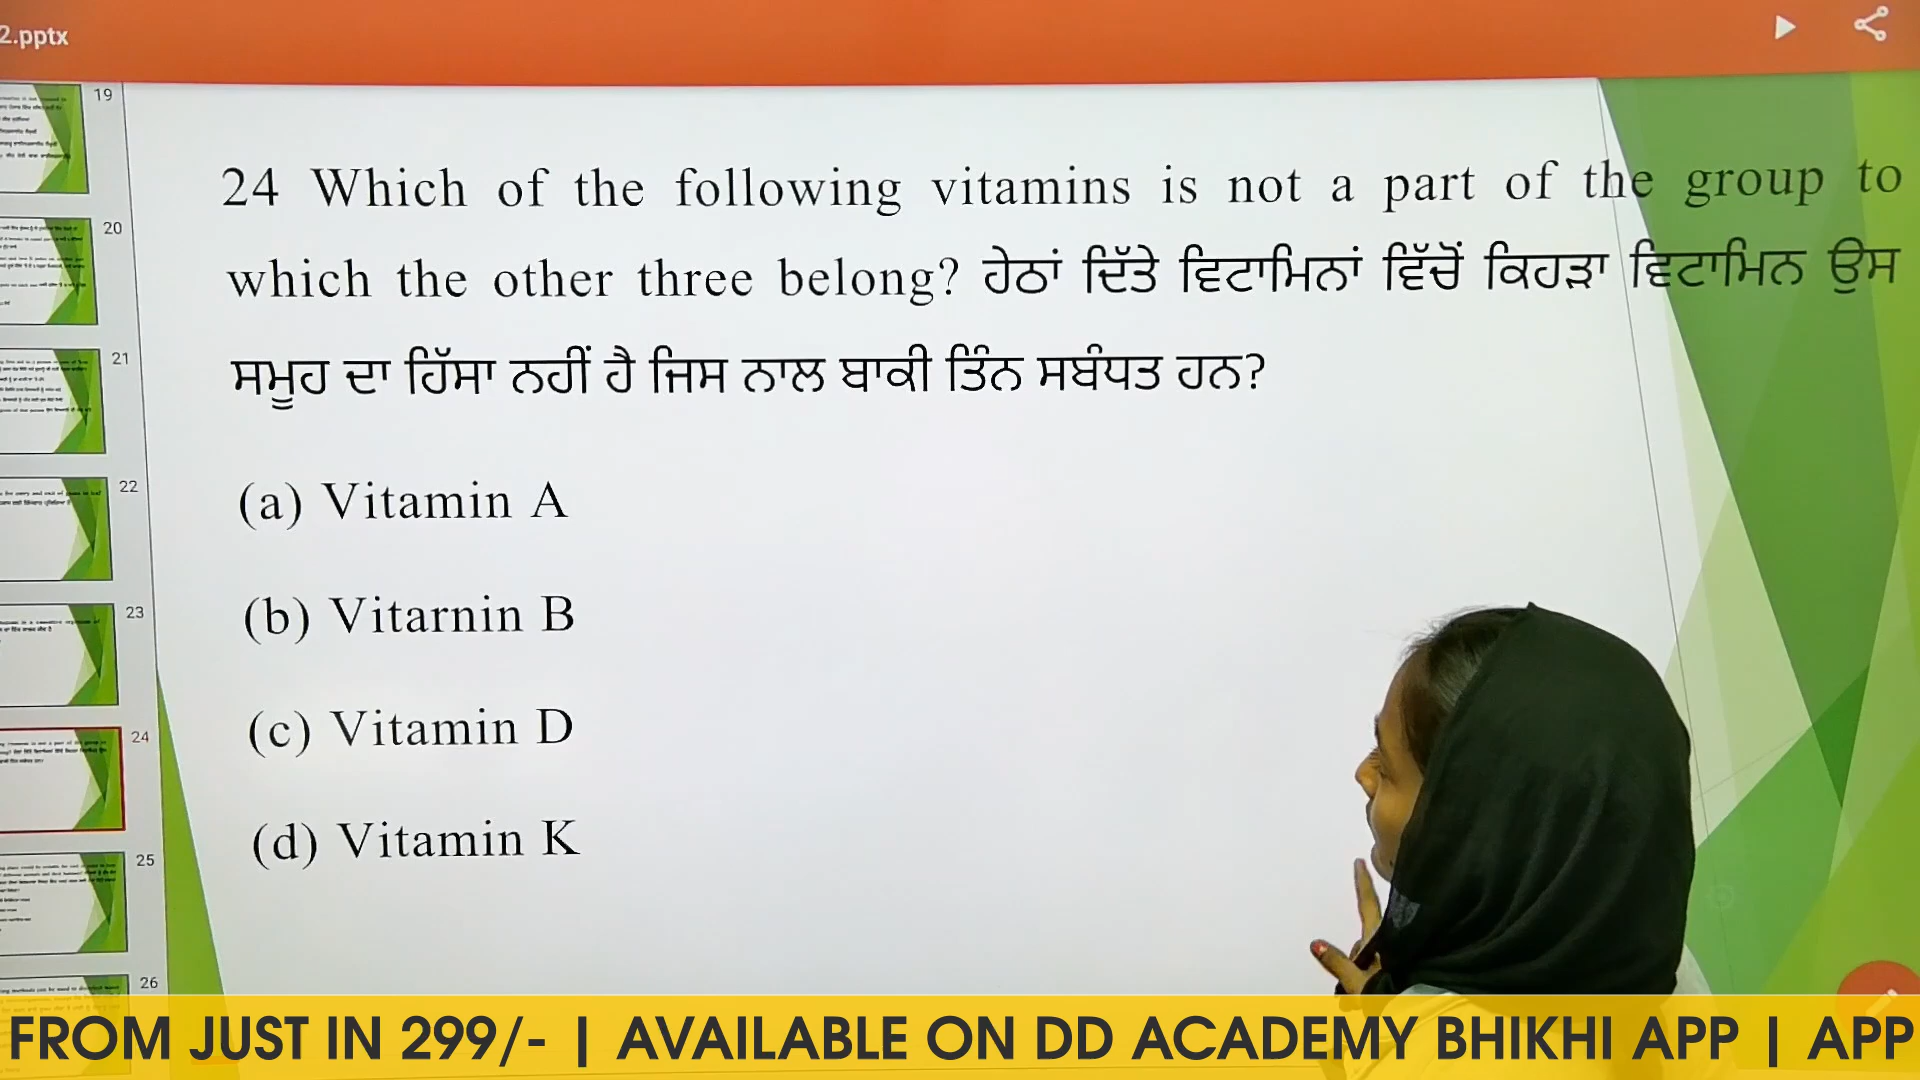 2.pptx
19
20
21
22
23
24
25
26
24 Which of the following vitamins is not a part of the group to
which the other three belong? ਹੇਠਾਂ ਦਿੱਤੇ ਵਿਟਾਮਿਨਾਂ ਵਿੱਚੋਂ ਕਿਹੜਾ ਵਿਟਾਮਿਨ ਉਸ
ਸਮੂਹ ਦਾ ਹਿੱਸਾ ਨਹੀਂ ਹੈ ਜਿਸ ਨਾਲ ਬਾਕੀ ਤਿੰਨ ਸਬੰਧਤ ਹਨ?
(a) Vitamin A
(b) Vitarnin B
(c) Vitamin D
(d) Vitamin K
FROM JUST IN 299/- | AVAILABLE ON DD ACADEMY BHIKHI APP | APP